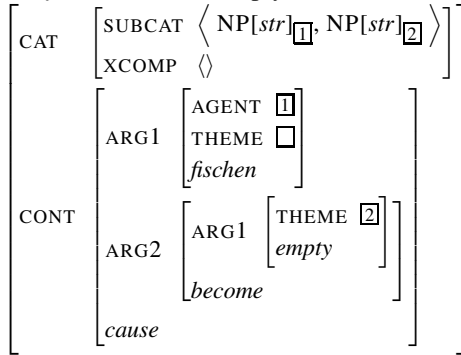 CAT SUBCAT ⟨ NP[str]1, NP[str]2 ⟩
XCOMP ⟨⟩
CONT ARG1 AGENT 1
THEME
fischen
ARG2 ARG1 THEME 2
empty
become
cause